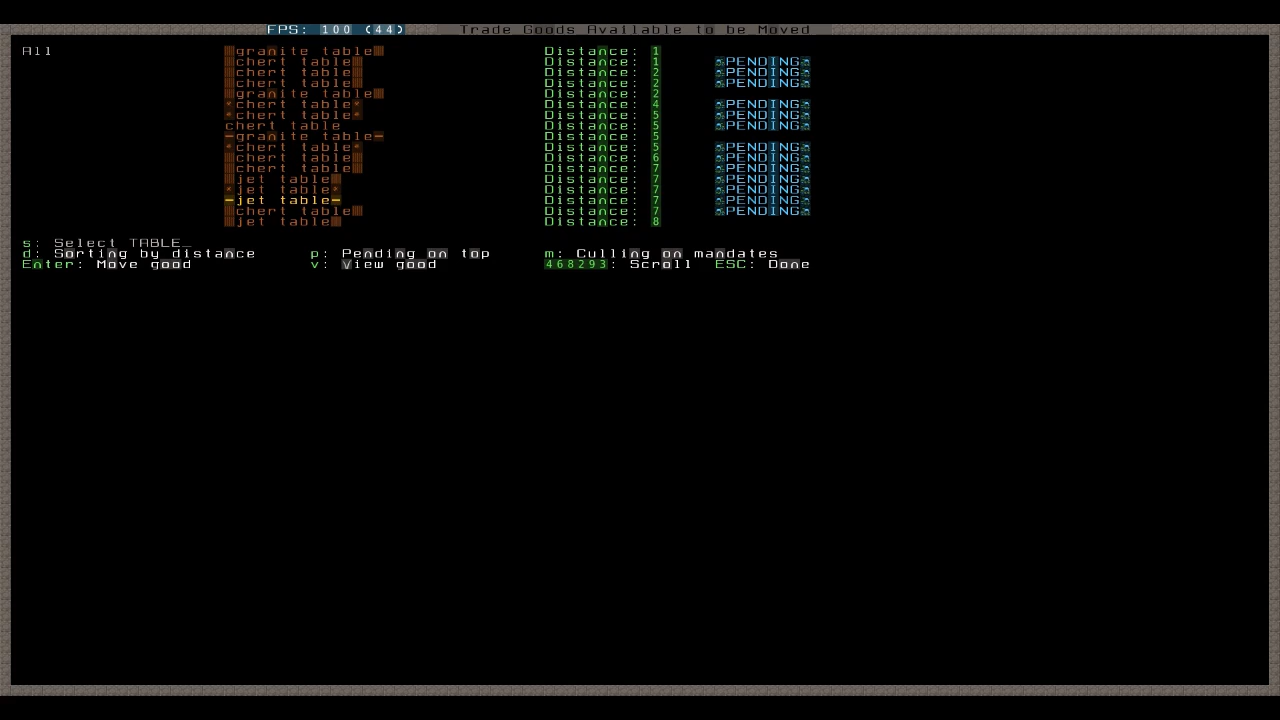 FPS: 100 (44) Trade Goods Available to be Moved
All ≡granite table≡ Distance: 1
≡chert table≡ Distance: 1 PENDING
≡chert table≡ Distance: 2 PENDING
≡chert table≡ Distance: 2 PENDING
≡granite table≡ Distance: 2
*chert table* Distance: 4 PENDING
*chert table* Distance: 5 PENDING
chert table Distance: 5 PENDING
-granite table- Distance: 5
*chert table* Distance: 5 PENDING
≡chert table≡ Distance: 6 PENDING
≡chert table≡ Distance: 7 PENDING
≡jet table≡ Distance: 7 PENDING
*jet table* Distance: 7 PENDING
-jet table- Distance: 7 PENDING
≡chert table≡ Distance: 7 PENDING
≡jet table≡ Distance: 8
s: Select TABLE_
d: Sorting by distance p: Pending on top m: Culling on mandates
Enter: Move good v: View good 468293: Scroll ESC: Done